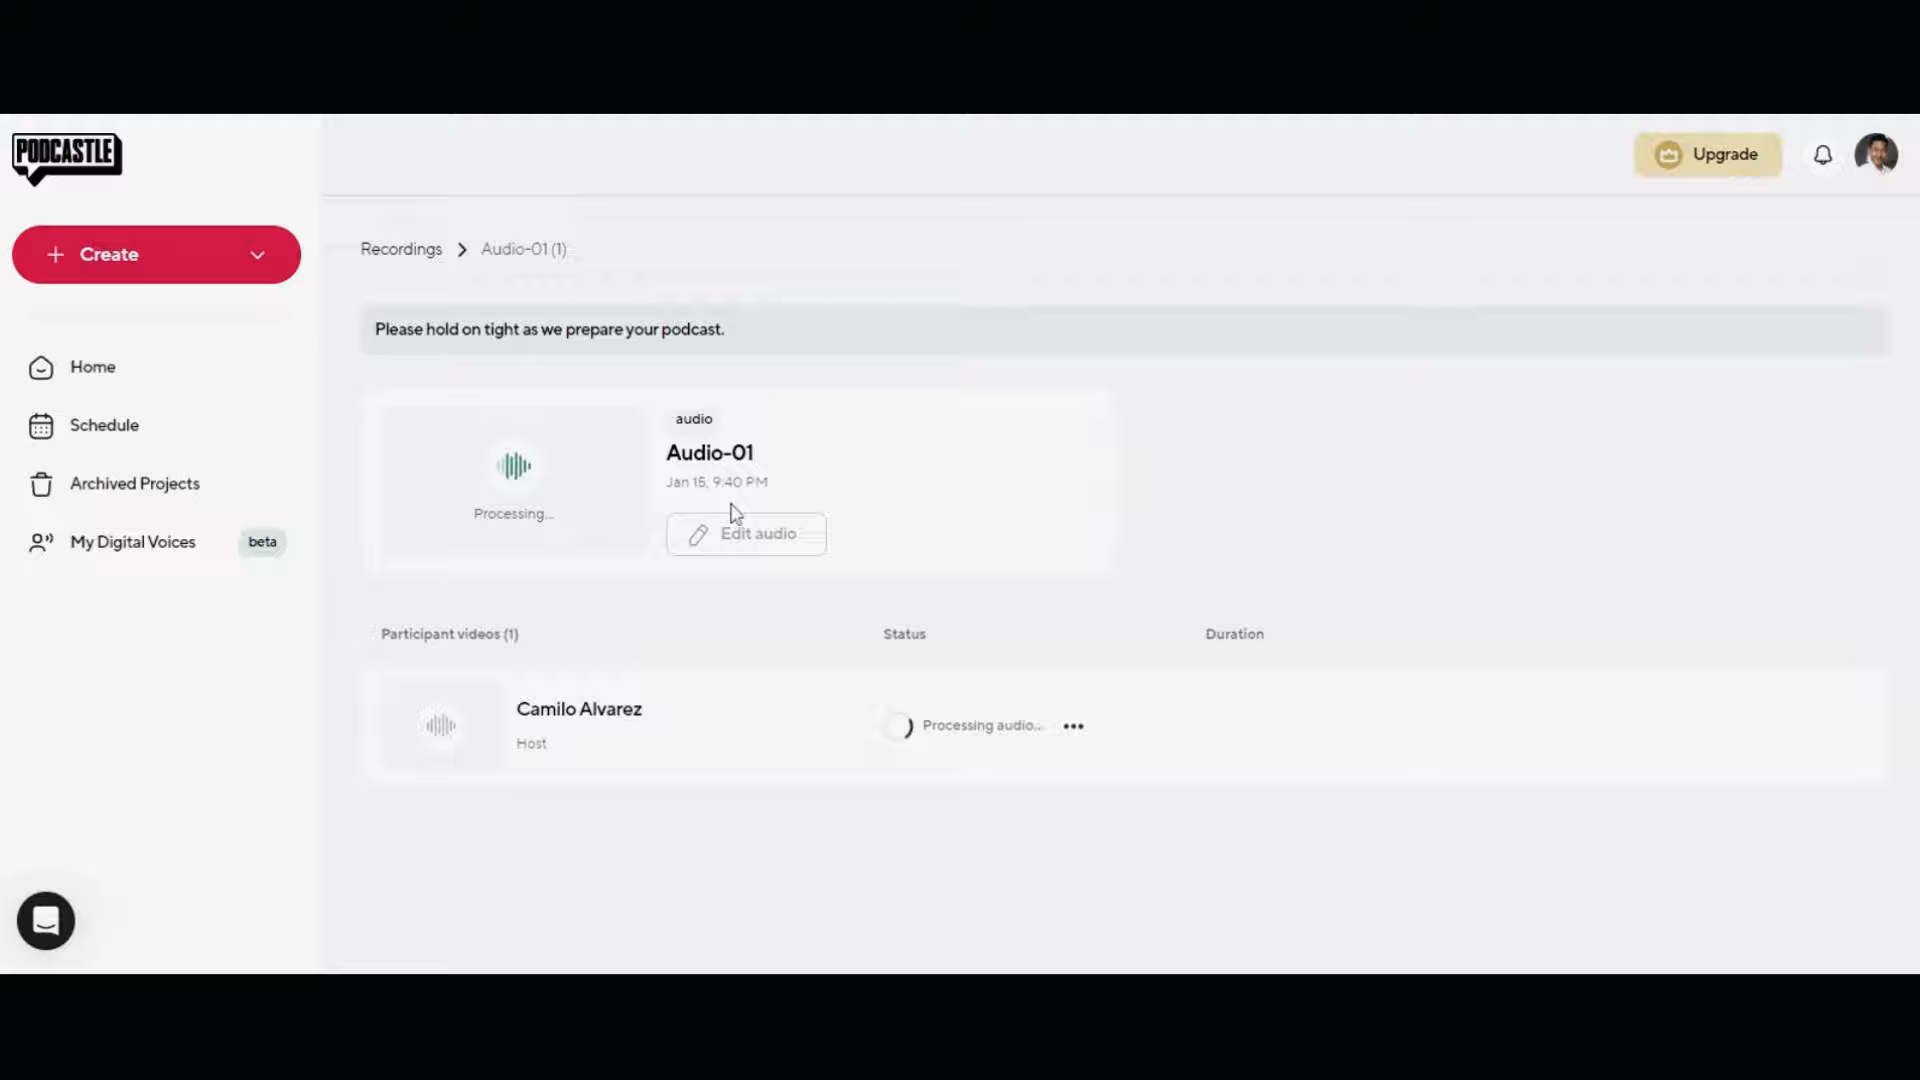 PODCASTLE
Upgrade
+ Create
Recordings > Audio-01 (1)
Please hold on tight as we prepare your podcast.
Home
Schedule
Archived Projects
My Digital Voices beta
audio
Audio-01
Jan 15, 9:40 PM
Processing...
Edit audio
Participant videos (1) Status Duration
Camilo Alvarez
Host
Processing audio...